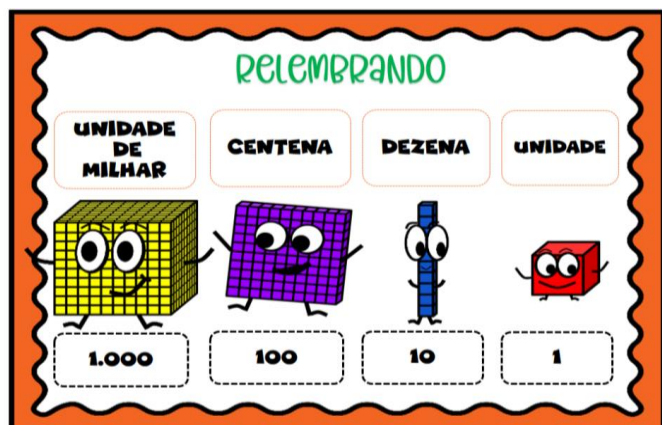 RELEMBRANDO
UNIDADE
DE
MILHAR
CENTENA
DEZENA
UNIDADE
1.000
100
10
1